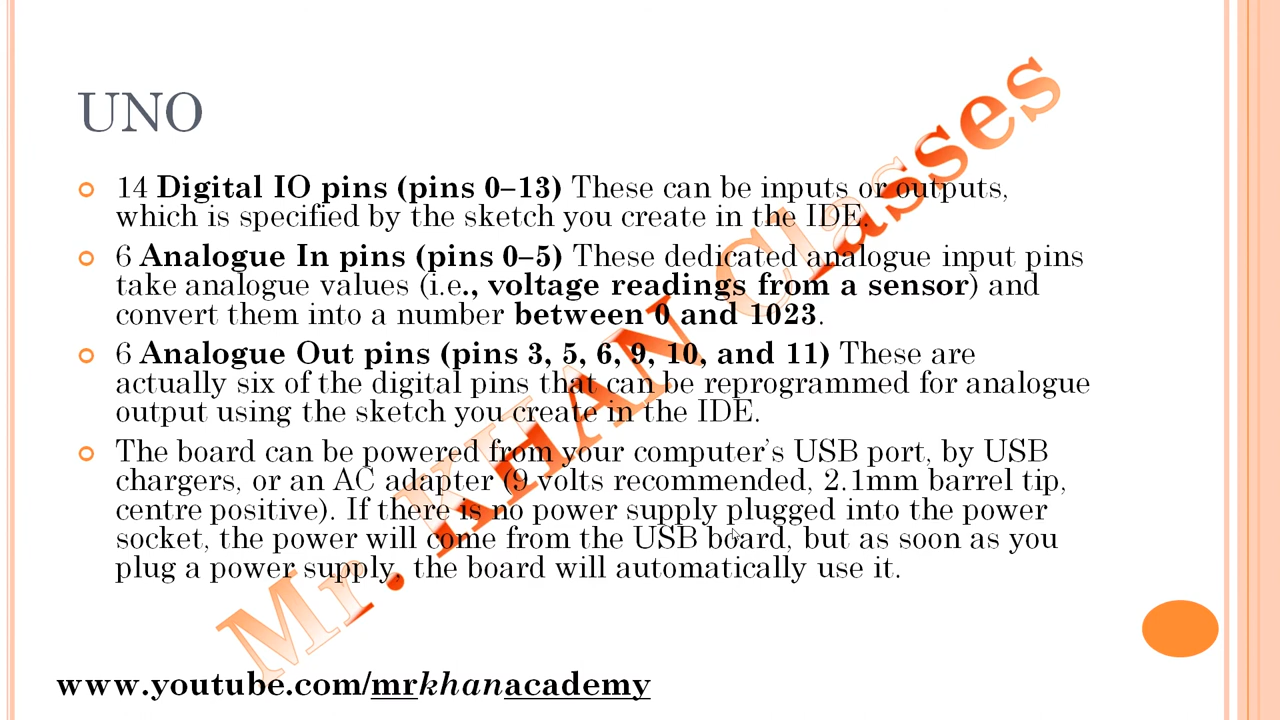 UNO
14 Digital IO pins (pins 0–13) These can be inputs or outputs,
which is specified by the sketch you create in the IDE.
6 Analogue In pins (pins 0–5) These dedicated analogue input pins
take analogue values (i.e., voltage readings from a sensor) and
convert them into a number between 0 and 1023.
6 Analogue Out pins (pins 3, 5, 6, 9, 10, and 11) These are
actually six of the digital pins that can be reprogrammed for analogue
output using the sketch you create in the IDE.
The board can be powered from your computer’s USB port, by USB
chargers, or an AC adapter (9 volts recommended, 2.1mm barrel tip,
centre positive). If there is no power supply plugged into the power
socket, the power will come from the USB board, but as soon as you
plug a power supply, the board will automatically use it.
Mr. KHAN Classes
www.youtube.com/mrkhanacademy